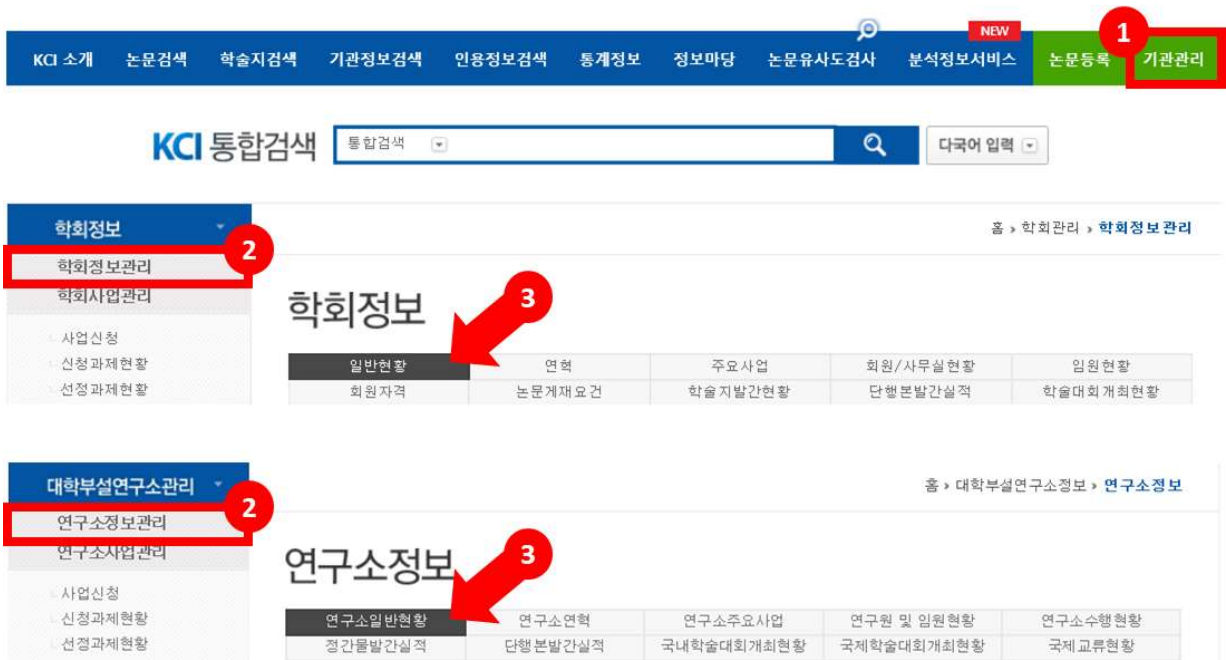 NEW
1
KCI 소개 논문검색 학술지검색 기관정보검색 인용정보검색 통계정보 정보마당 논문유사도검사 분석정보서비스 논문등록 기관관리
KCI 통합검색 통합검색 다국어 입력
학회정보
홈 › 학회관리 › 학회정보관리
2
학회정보관리
학회사업관리
학회정보
3
사업신청
신청과제현황
선정과제현황
일반현황 연혁 주요사업 회원/사무실현황 임원현황
회원자격 논문게재요건 학술지발간현황 단행본발간실적 학술대회개최현황
대학부설연구소관리
홈 › 대학부설연구소정보 › 연구소정보
2
연구소정보관리
연구소사업관리
연구소정보
3
사업신청
신청과제현황
선정과제현황
연구소일반현황 연구소연혁 연구소주요사업 연구원 및 임원현황 연구소수행현황
정간물발간실적 단행본발간실적 국내학술대회개최현황 국제학술대회개최현황 국제교류현황